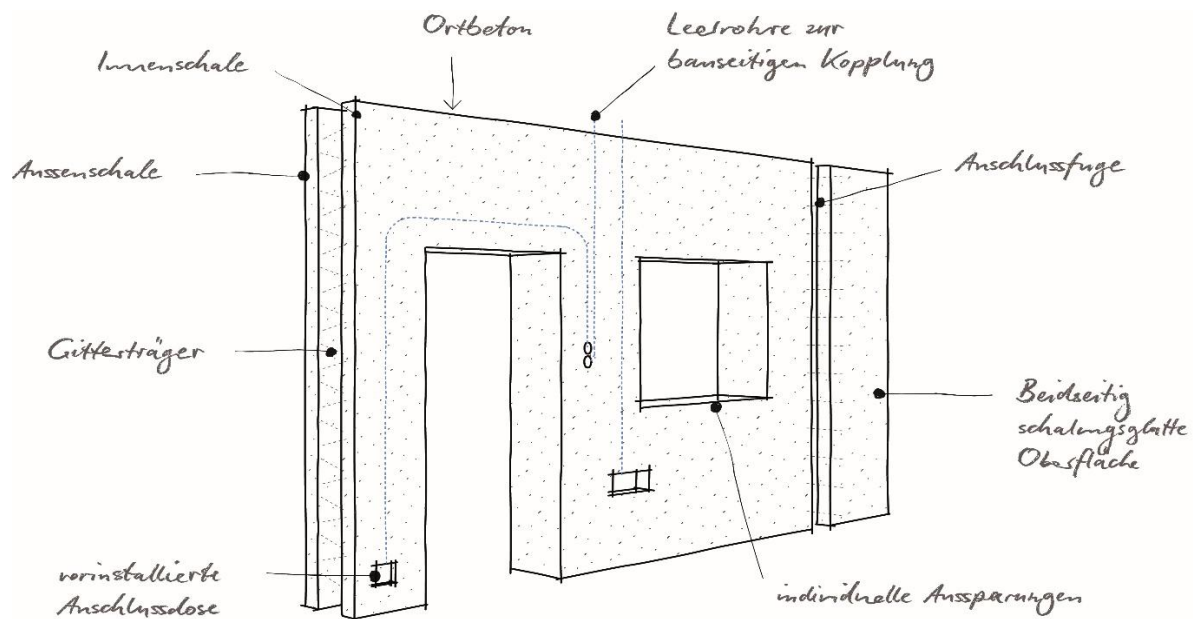 Ortbeton
Leerrohre zur
bauseitigen Kopplung
Innenschale
Aussenschale
Anschlussfuge
Gitterträger
Beidseitig
schalungsglatte
Oberfläche
vorinstallierte
Anschlussdose
individuelle Aussparungen